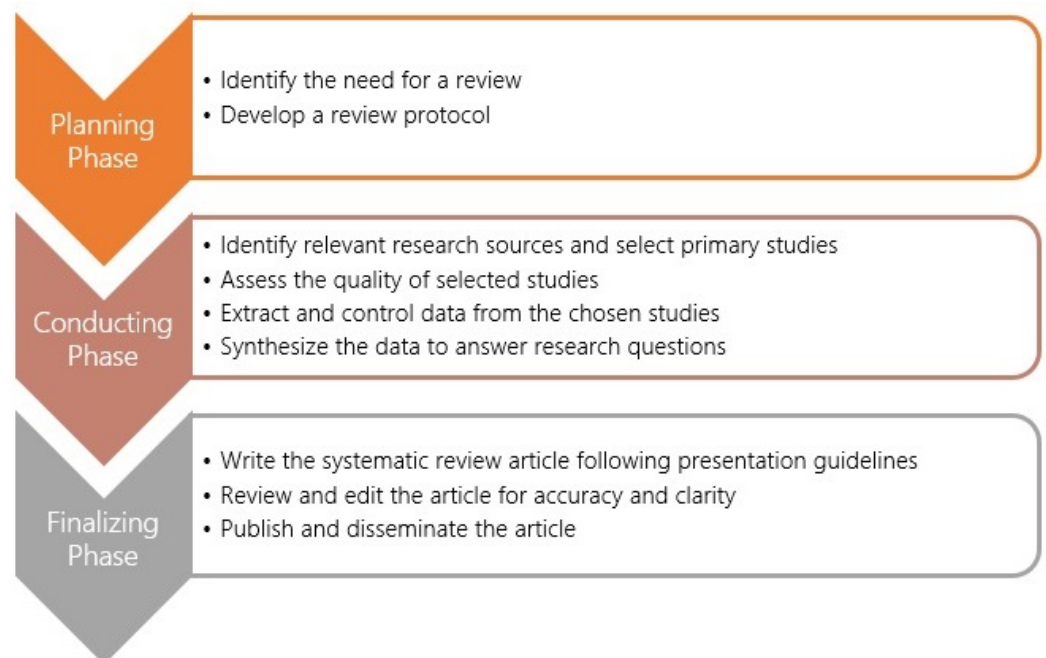 Planning
Phase
• Identify the need for a review
• Develop a review protocol
Conducting
Phase
• Identify relevant research sources and select primary studies
• Assess the quality of selected studies
• Extract and control data from the chosen studies
• Synthesize the data to answer research questions
Finalizing
Phase
• Write the systematic review article following presentation guidelines
• Review and edit the article for accuracy and clarity
• Publish and disseminate the article